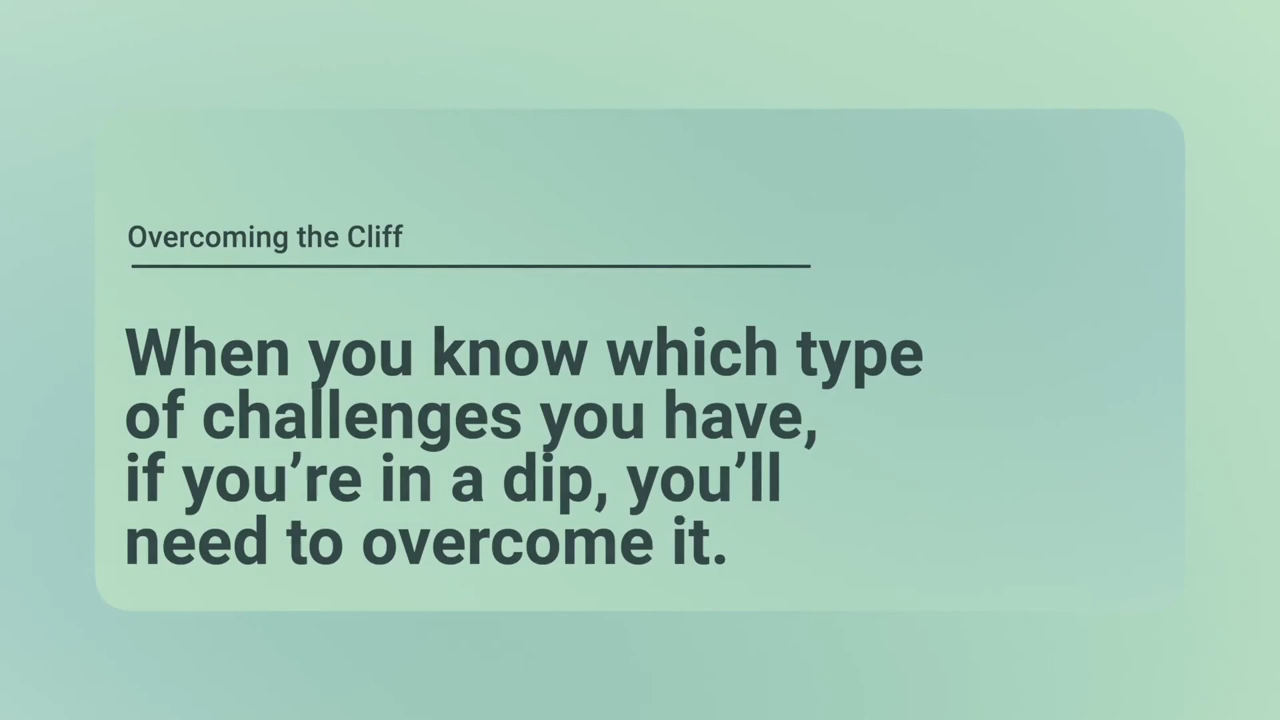 Overcoming the Cliff
When you know which type
of challenges you have,
if you’re in a dip, you’ll
need to overcome it.